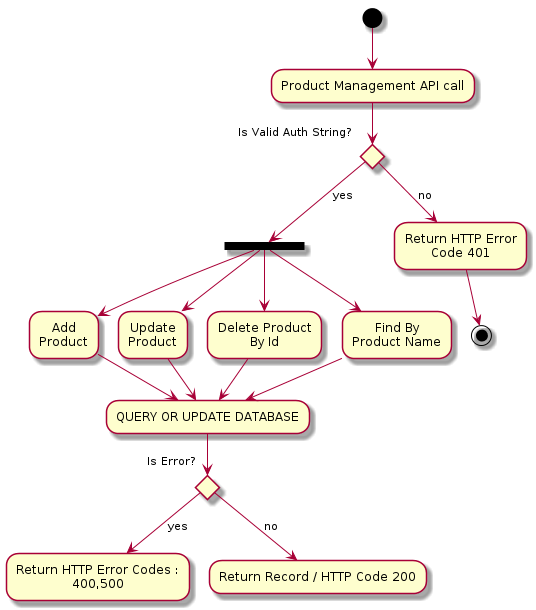 Product Management API call
Is Valid Auth String?
yes
no
Return HTTP Error
Code 401
Add
Product
Update
Product
Delete Product
By Id
Find By
Product Name
QUERY OR UPDATE DATABASE
Is Error?
yes
no
Return HTTP Error Codes :
400,500
Return Record / HTTP Code 200